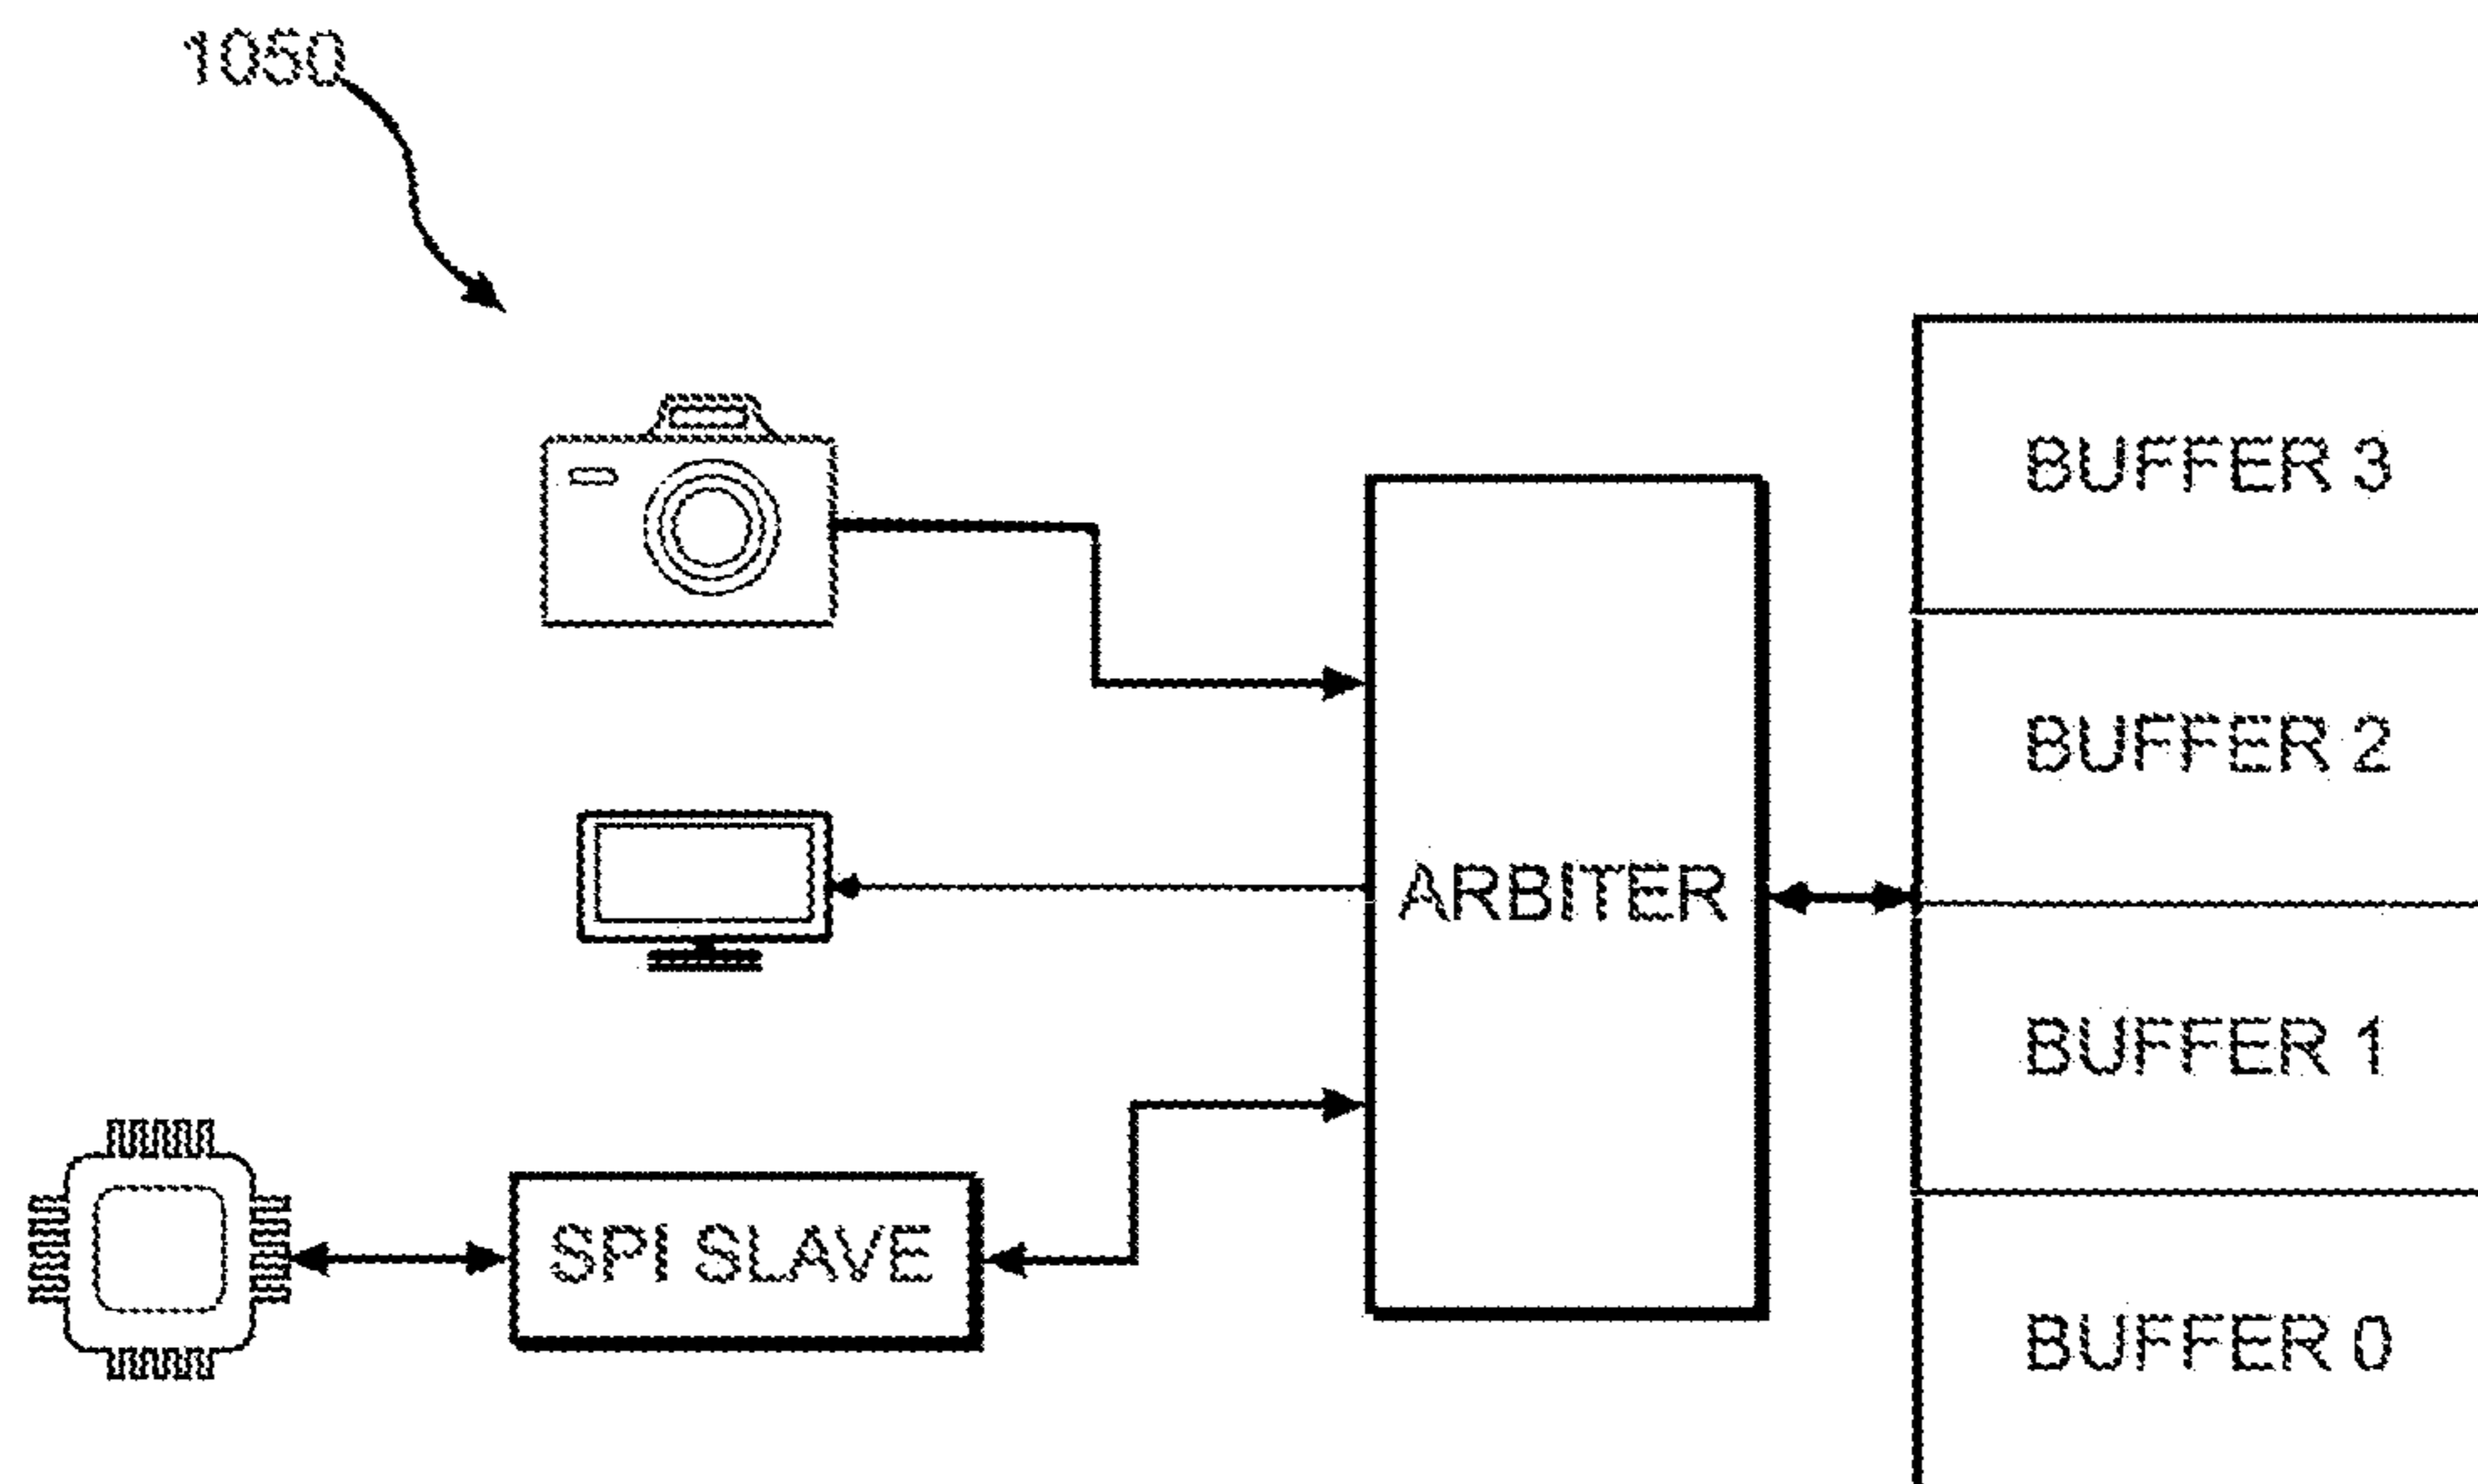 1050
BUFFER 3
BUFFER 2
ARBITER
BUFFER 1
SPI SLAVE
BUFFER 0